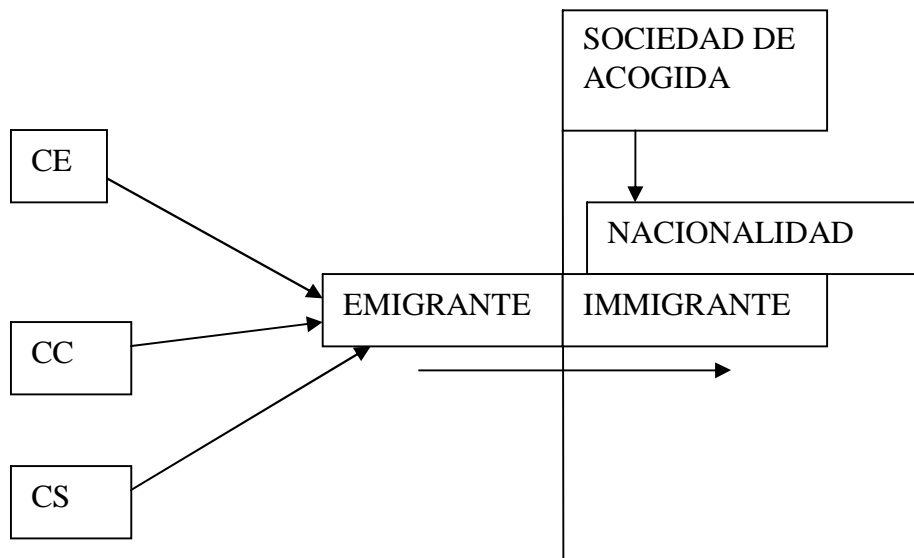 SOCIEDAD DE
ACOGIDA
CE
NACIONALIDAD
EMIGRANTE
IMMIGRANTE
CC
CS